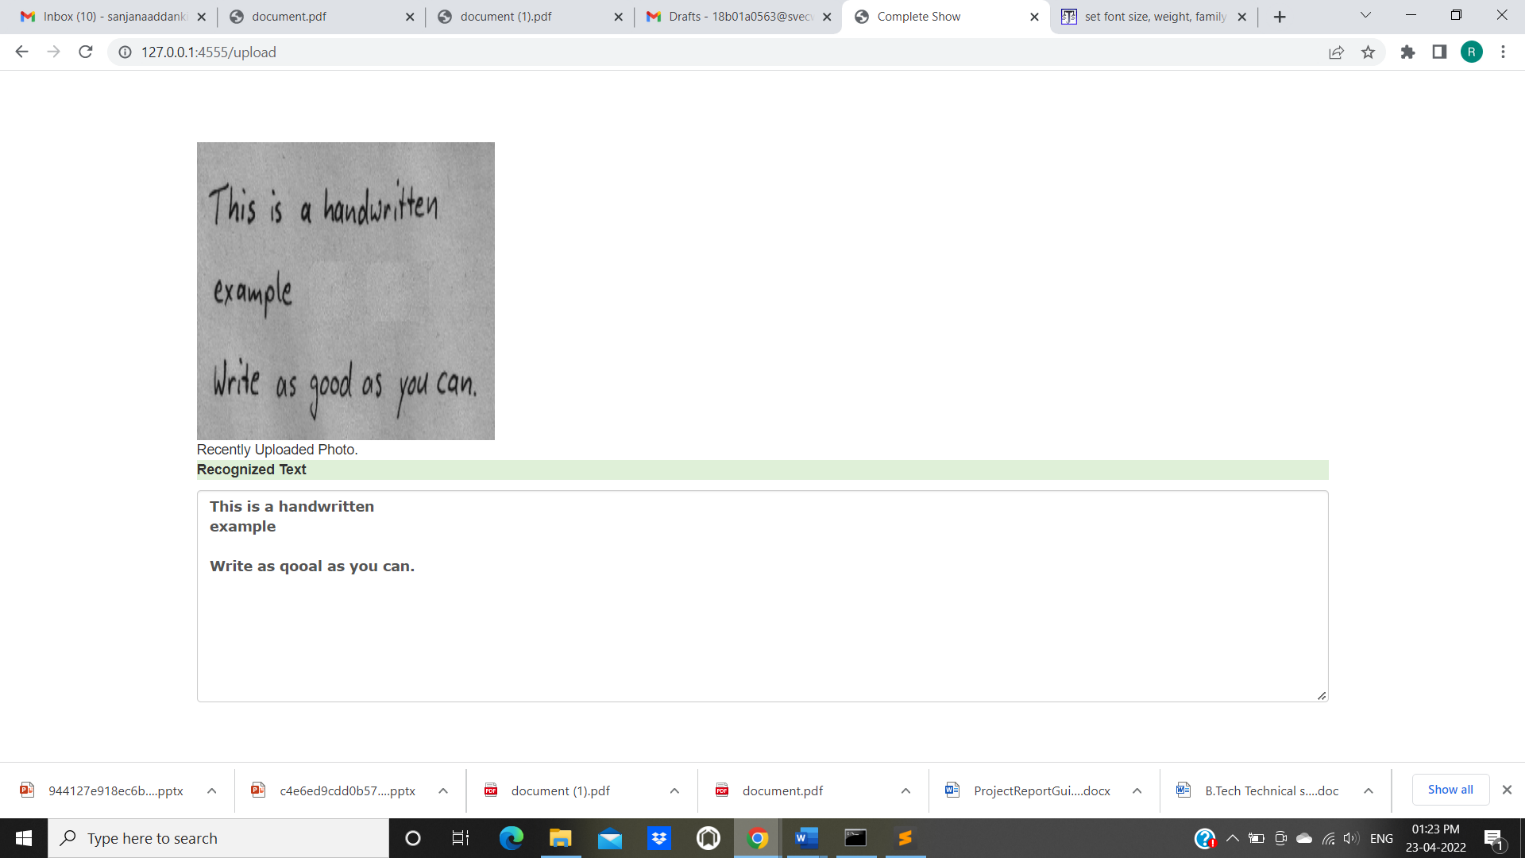 Inbox (10) - sanjanaaddank
document.pdf
document (1).pdf
Drafts - 18b01a0563@svecw
Complete Show
set font size, weight, family
127.0.0.1:4555/upload
R
This is a handwritten
example
Write as good as you can.
Recently Uploaded Photo.
Recognized Text
This is a handwritten
example
Write as qooal as you can.
944127e918ec6b....pptx
c4e6ed9cdd0b57....pptx
document (1).pdf
document.pdf
ProjectReportGui....docx
B.Tech Technical s....doc
Show all
Type here to search
ENG
01:23 PM
23-04-2022
1